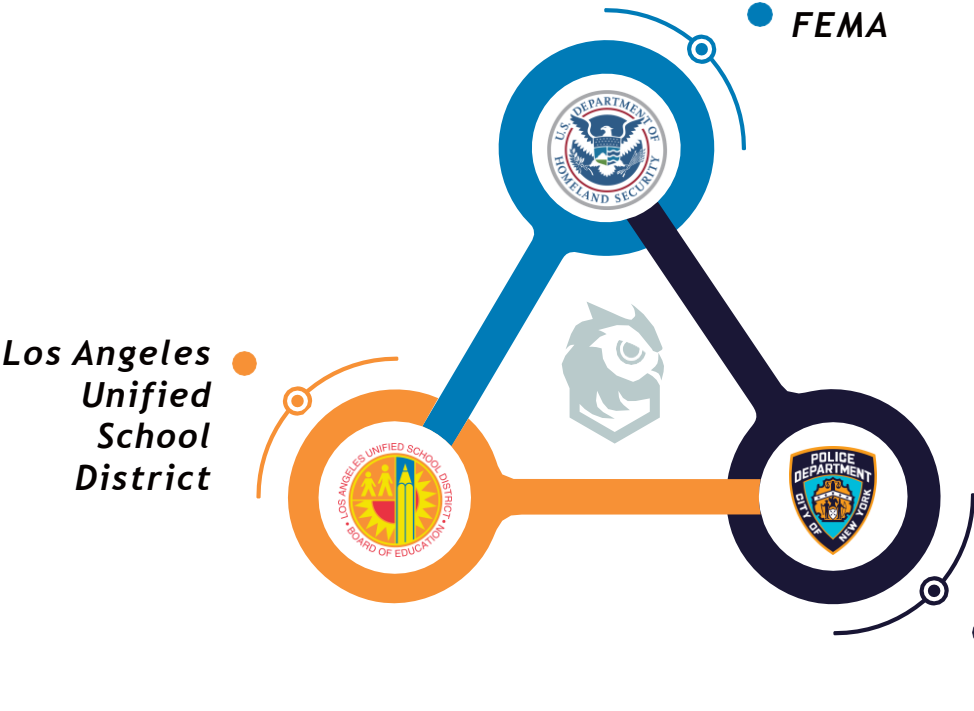 FEMA
U.S. DEPARTMENT OF
HOMELAND SECURITY
Los Angeles
Unified
School
District
LOS ANGELES UNIFIED SCHOOL DISTRICT •
• BOARD OF EDUCATION
POLICE
DEPARTMENT
CITY OF
NEW YORK